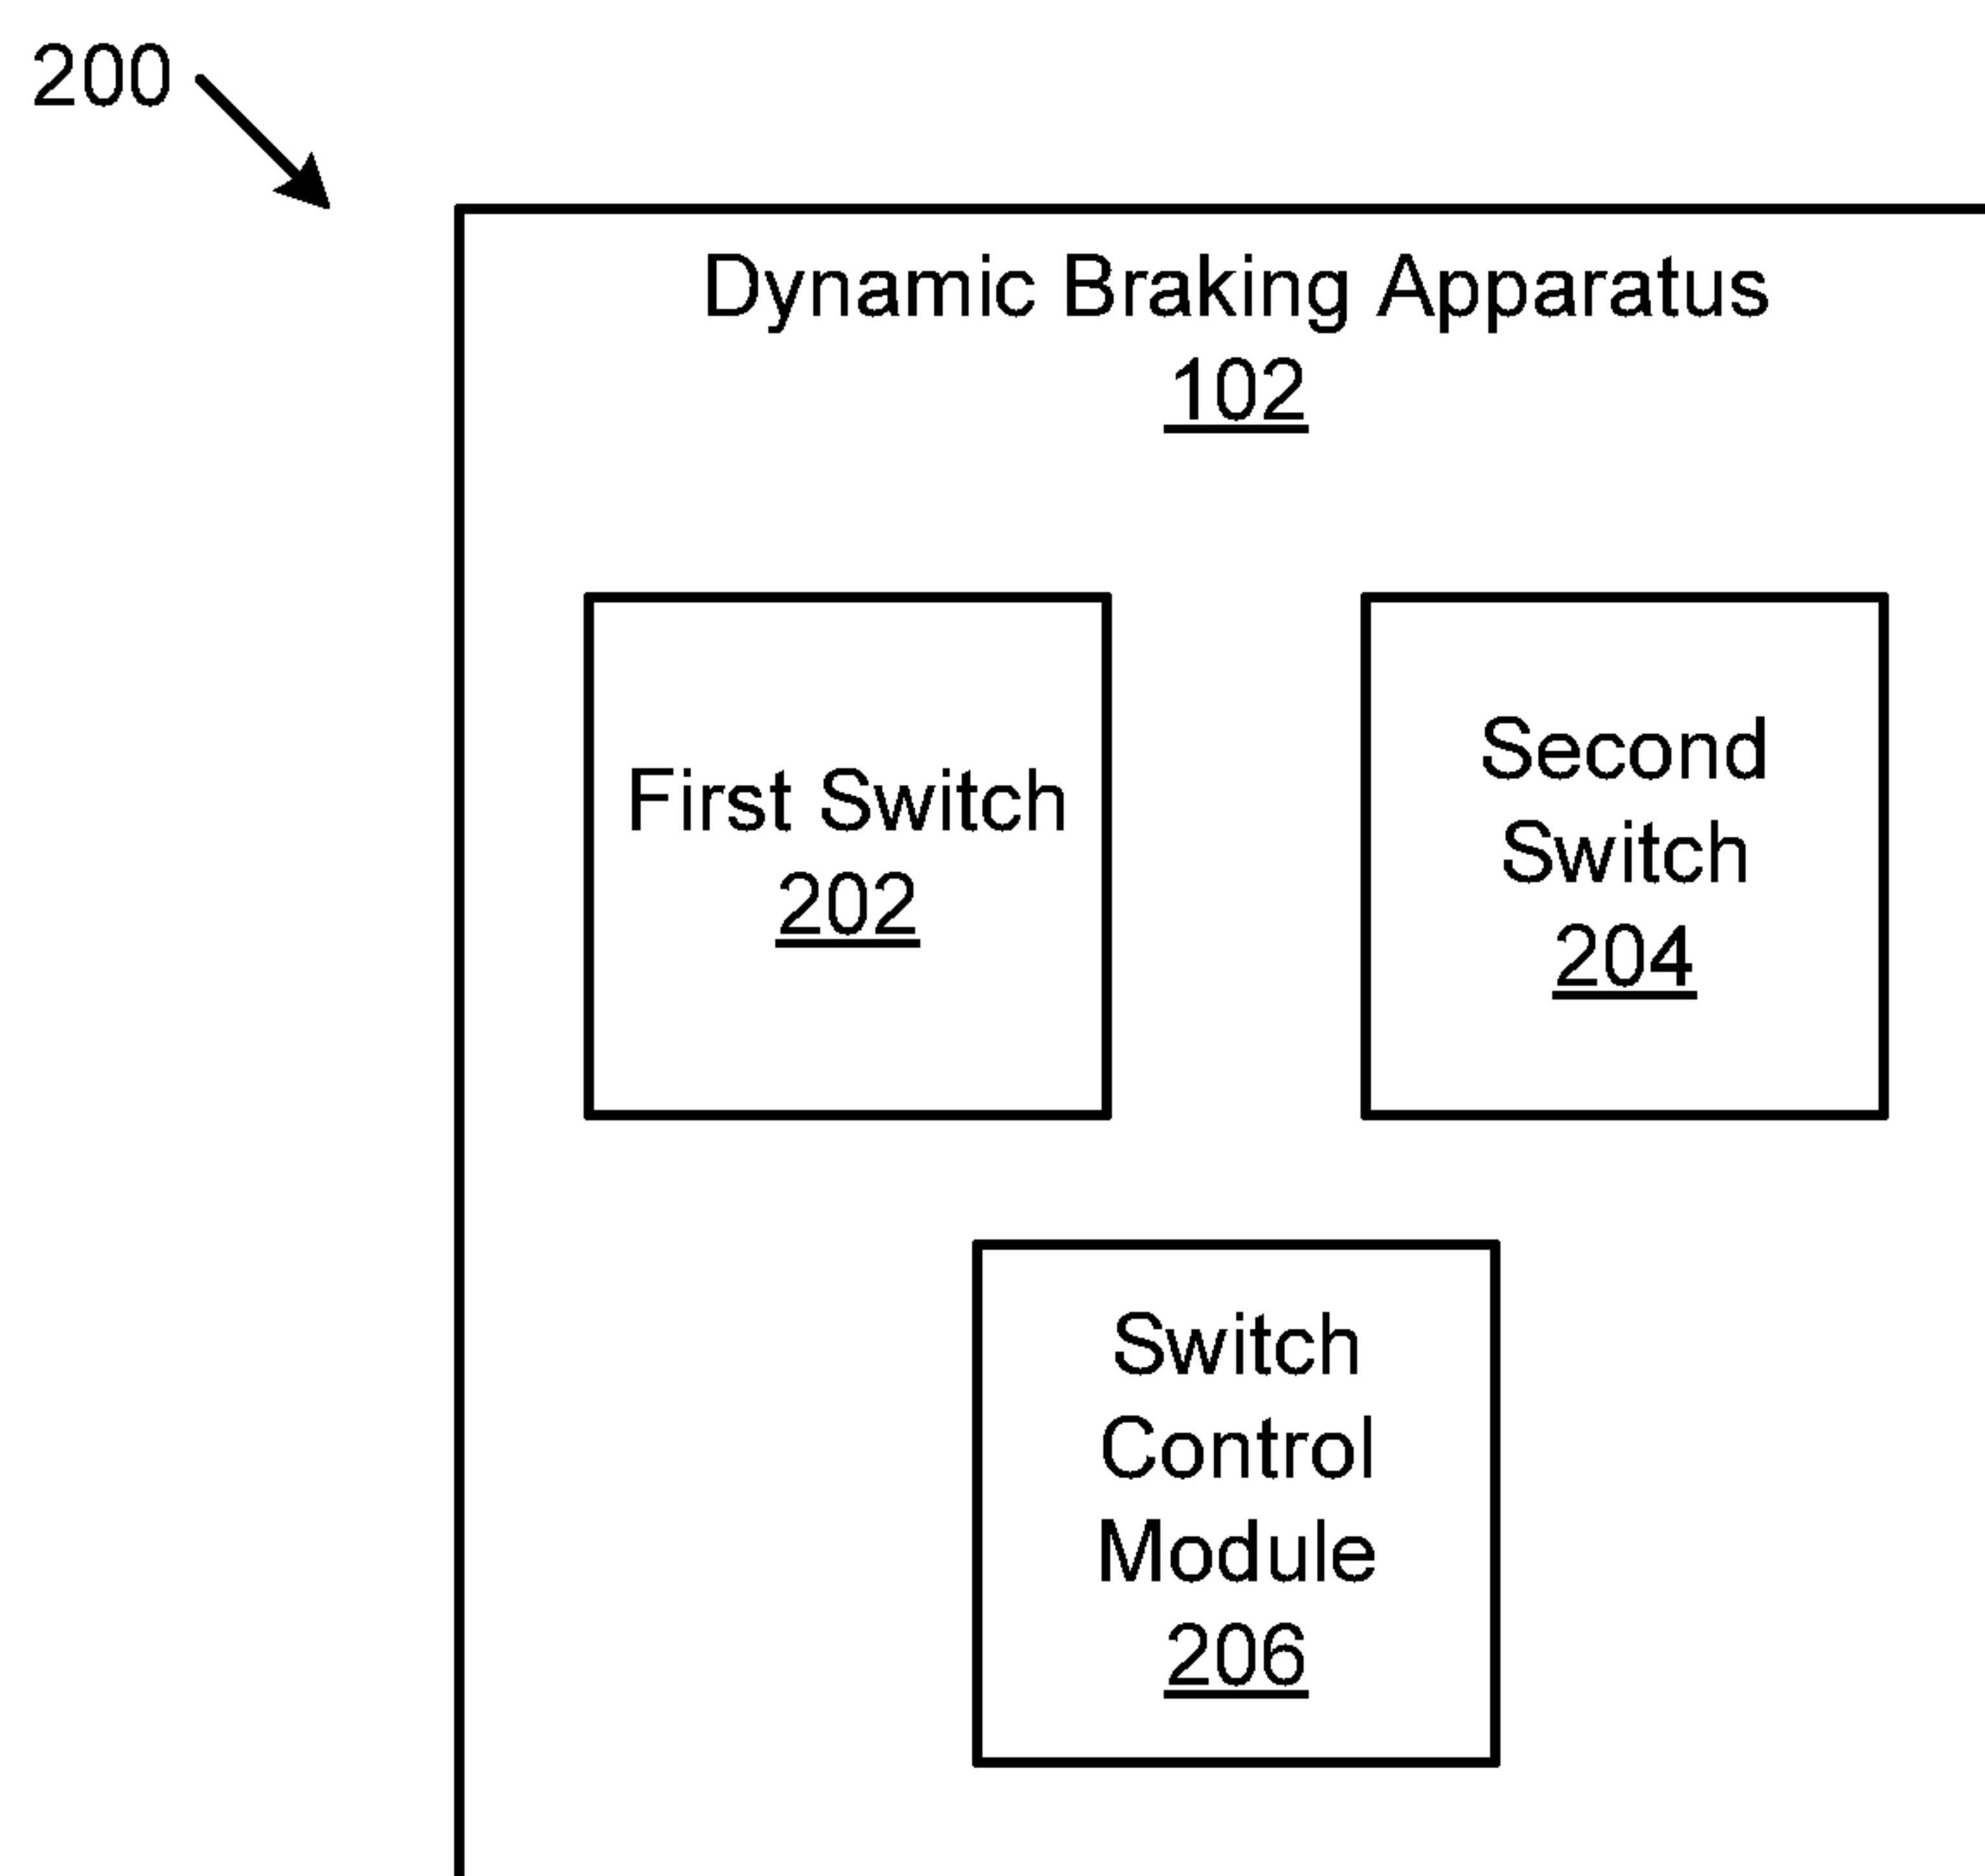 200
Dynamic Braking Apparatus
102
First Switch
202
Second
Switch
204
Switch
Control
Module
206